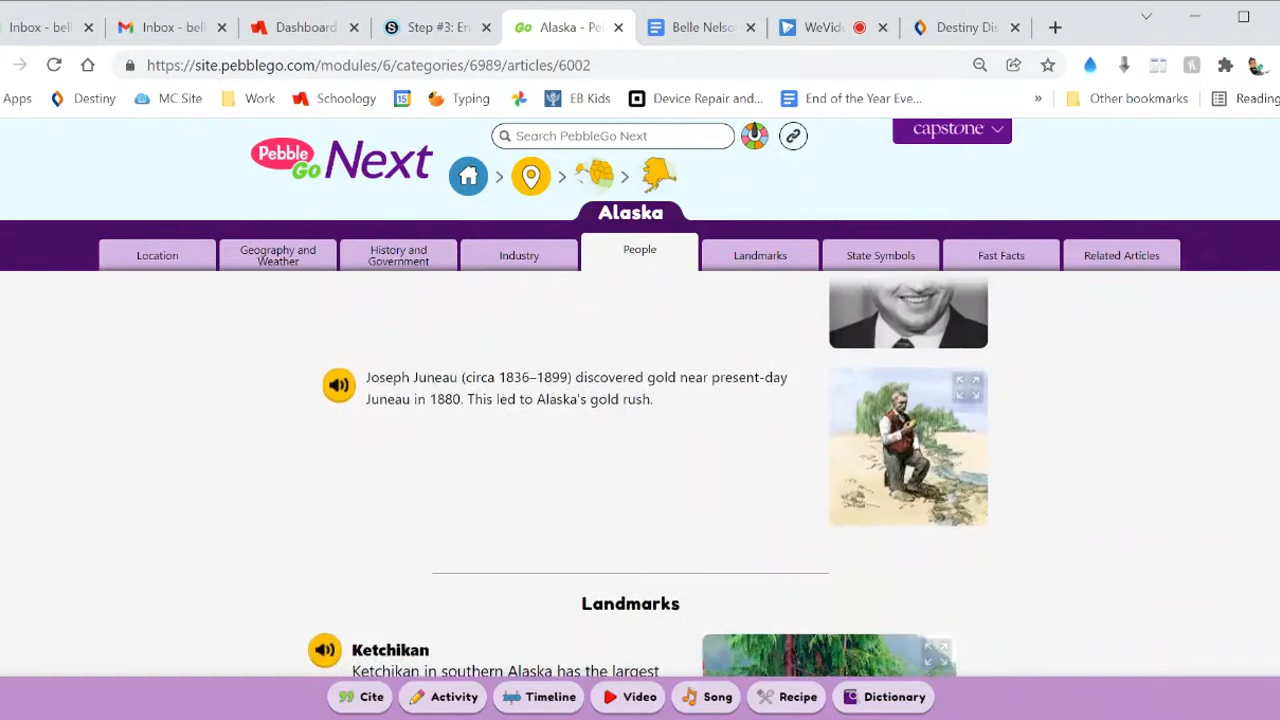 Inbox - bell
Inbox - bell
Dashboard
Step #3: En
Alaska - Pe
Belle Nelso
WeVid
Destiny Dis
https://site.pebblego.com/modules/6/categories/6989/articles/6002
Apps
Destiny
MC Site
Work
Schoology
Typing
EB Kids
Device Repair and...
End of the Year Eve...
»
Other bookmarks
Reading
Pebble Go Next
Search PebbleGo Next
capstone
Alaska
Location
Geography and
Weather
History and
Government
Industry
People
Landmarks
State Symbols
Fast Facts
Related Articles
Joseph Juneau (circa 1836–1899) discovered gold near present-day
Juneau in 1880. This led to Alaska's gold rush.
Landmarks
Ketchikan
Ketchikan in southern Alaska has the largest
Cite
Activity
Timeline
Video
Song
Recipe
Dictionary